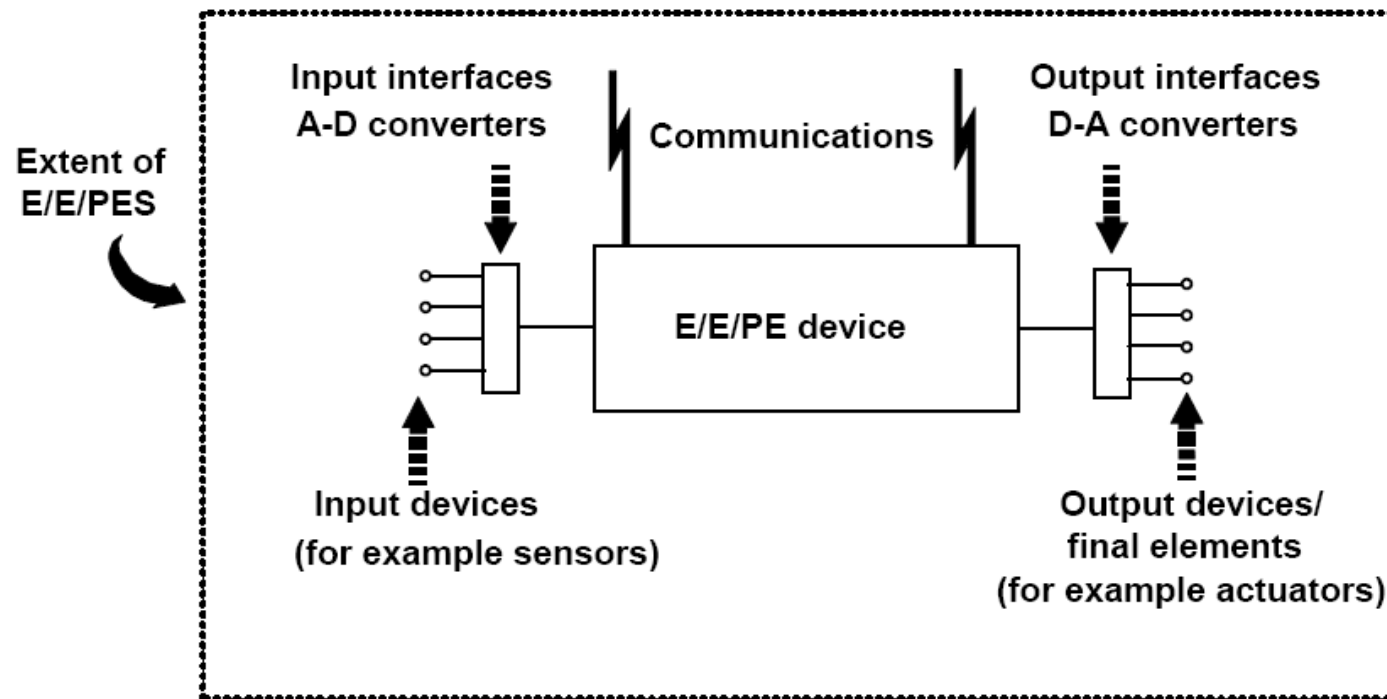 Extent of
E/E/PES
Input interfaces
A-D converters
Communications
Output interfaces
D-A converters
E/E/PE device
Input devices
(for example sensors)
Output devices/
final elements
(for example actuators)